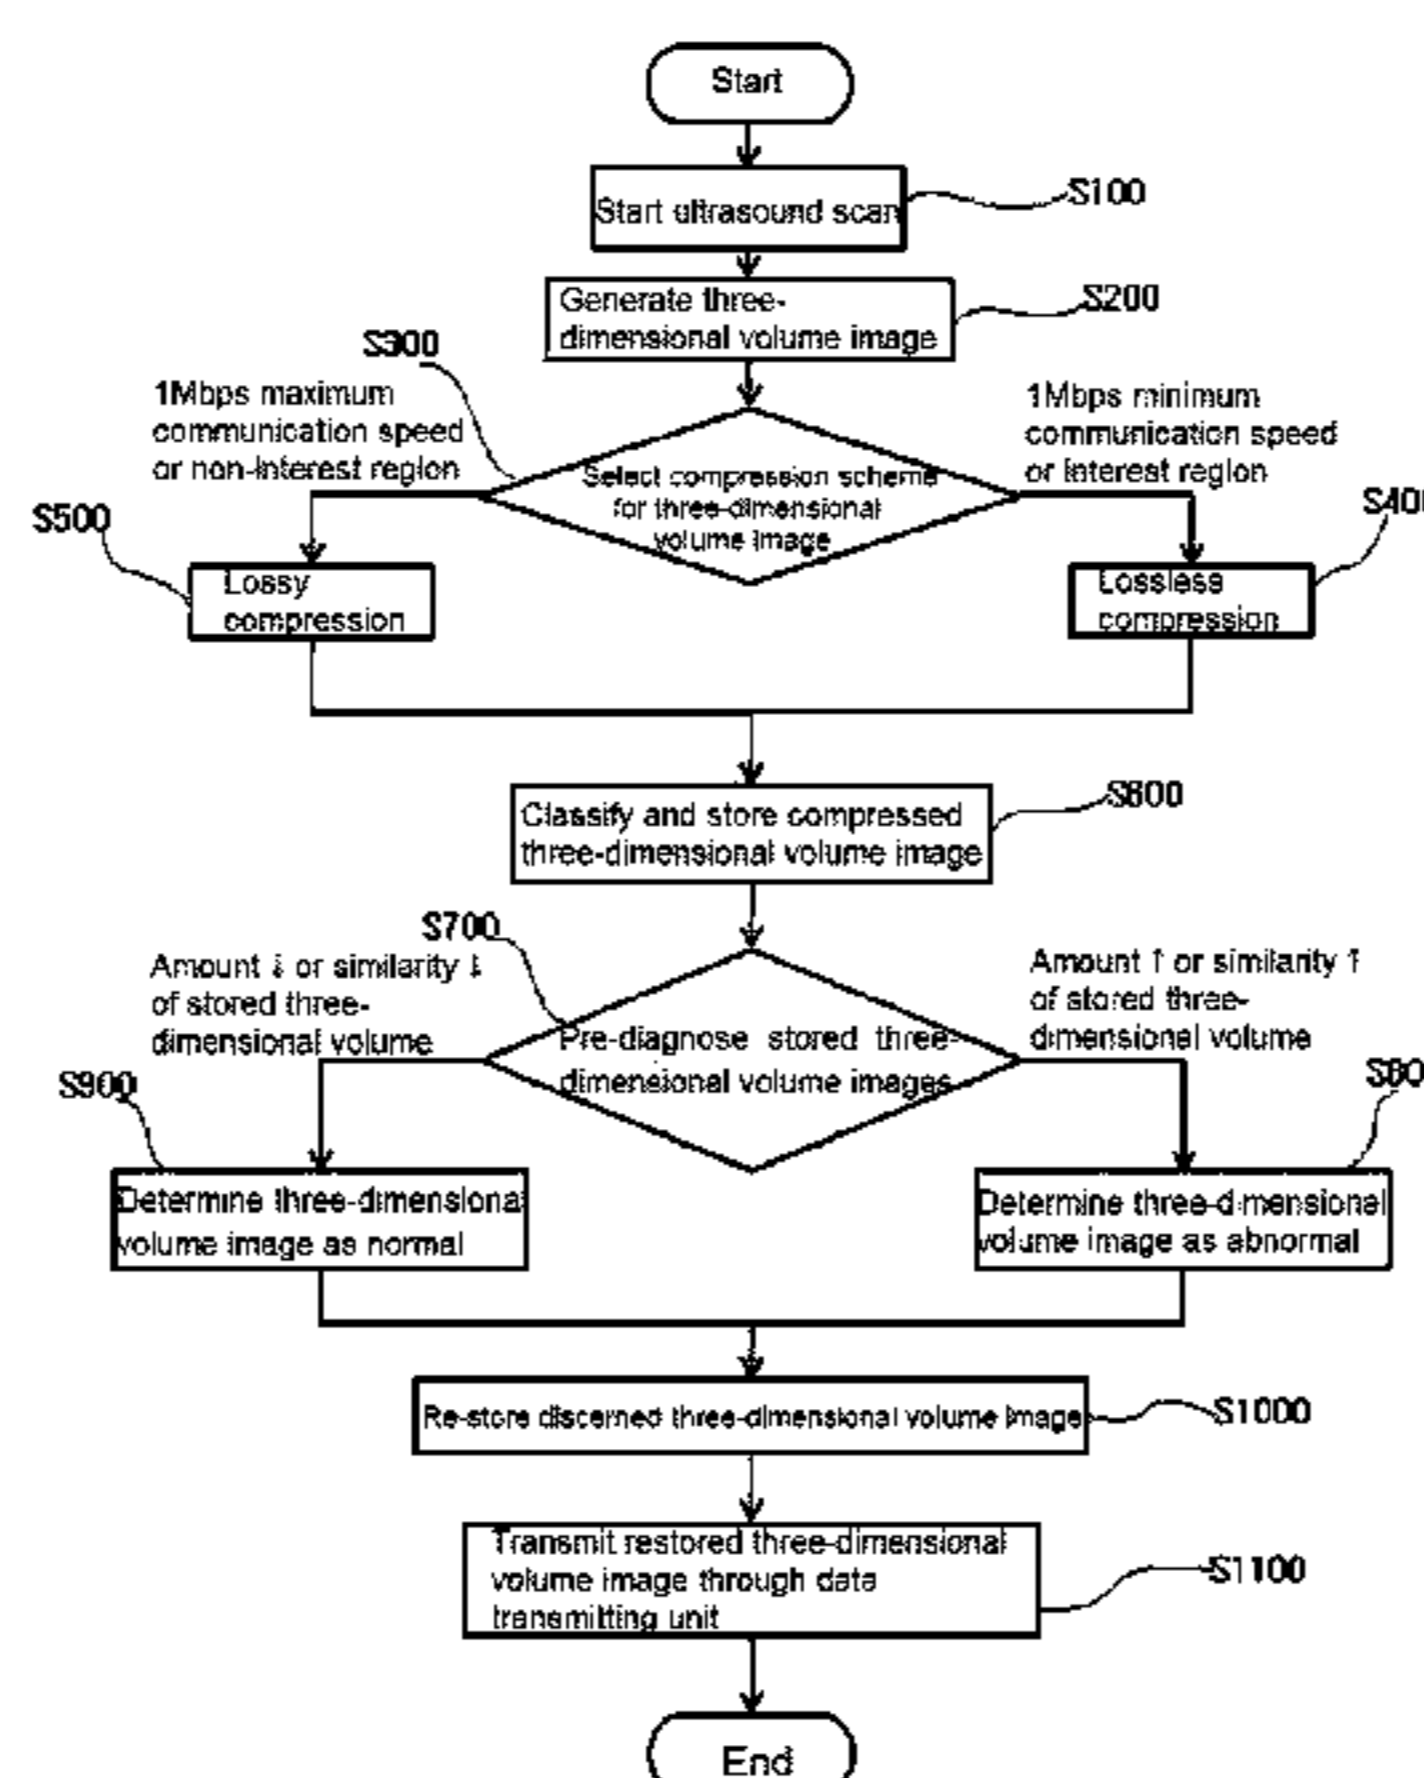 Start
Start ultrasound scan
S100
Generate three-
dimensional volume image
S200
S300
1Mbps maximum
communication speed
or non-interest region
1Mbps minimum
communication speed
or interest region
Select compression scheme
for three-dimensional
volume image
S500
S40
Lossy
compression
Lossless
compression
Classify and store compressed
three-dimensional volume image
S600
S700
Amount ↓ or similarity ↓
of stored three-
dimensional volume
Amount ↑ or similarity ↑
of stored three-
dimensional volume
Pre-diagnose stored three-
dimensional volume images
S900
S80
Determine three-dimensional
volume image as normal
Determine three-dimensional
volume image as abnormal
Re-store discerned three-dimensional volume image
S1000
Transmit restored three-dimensional
volume image through data
transmitting unit
S1100
End